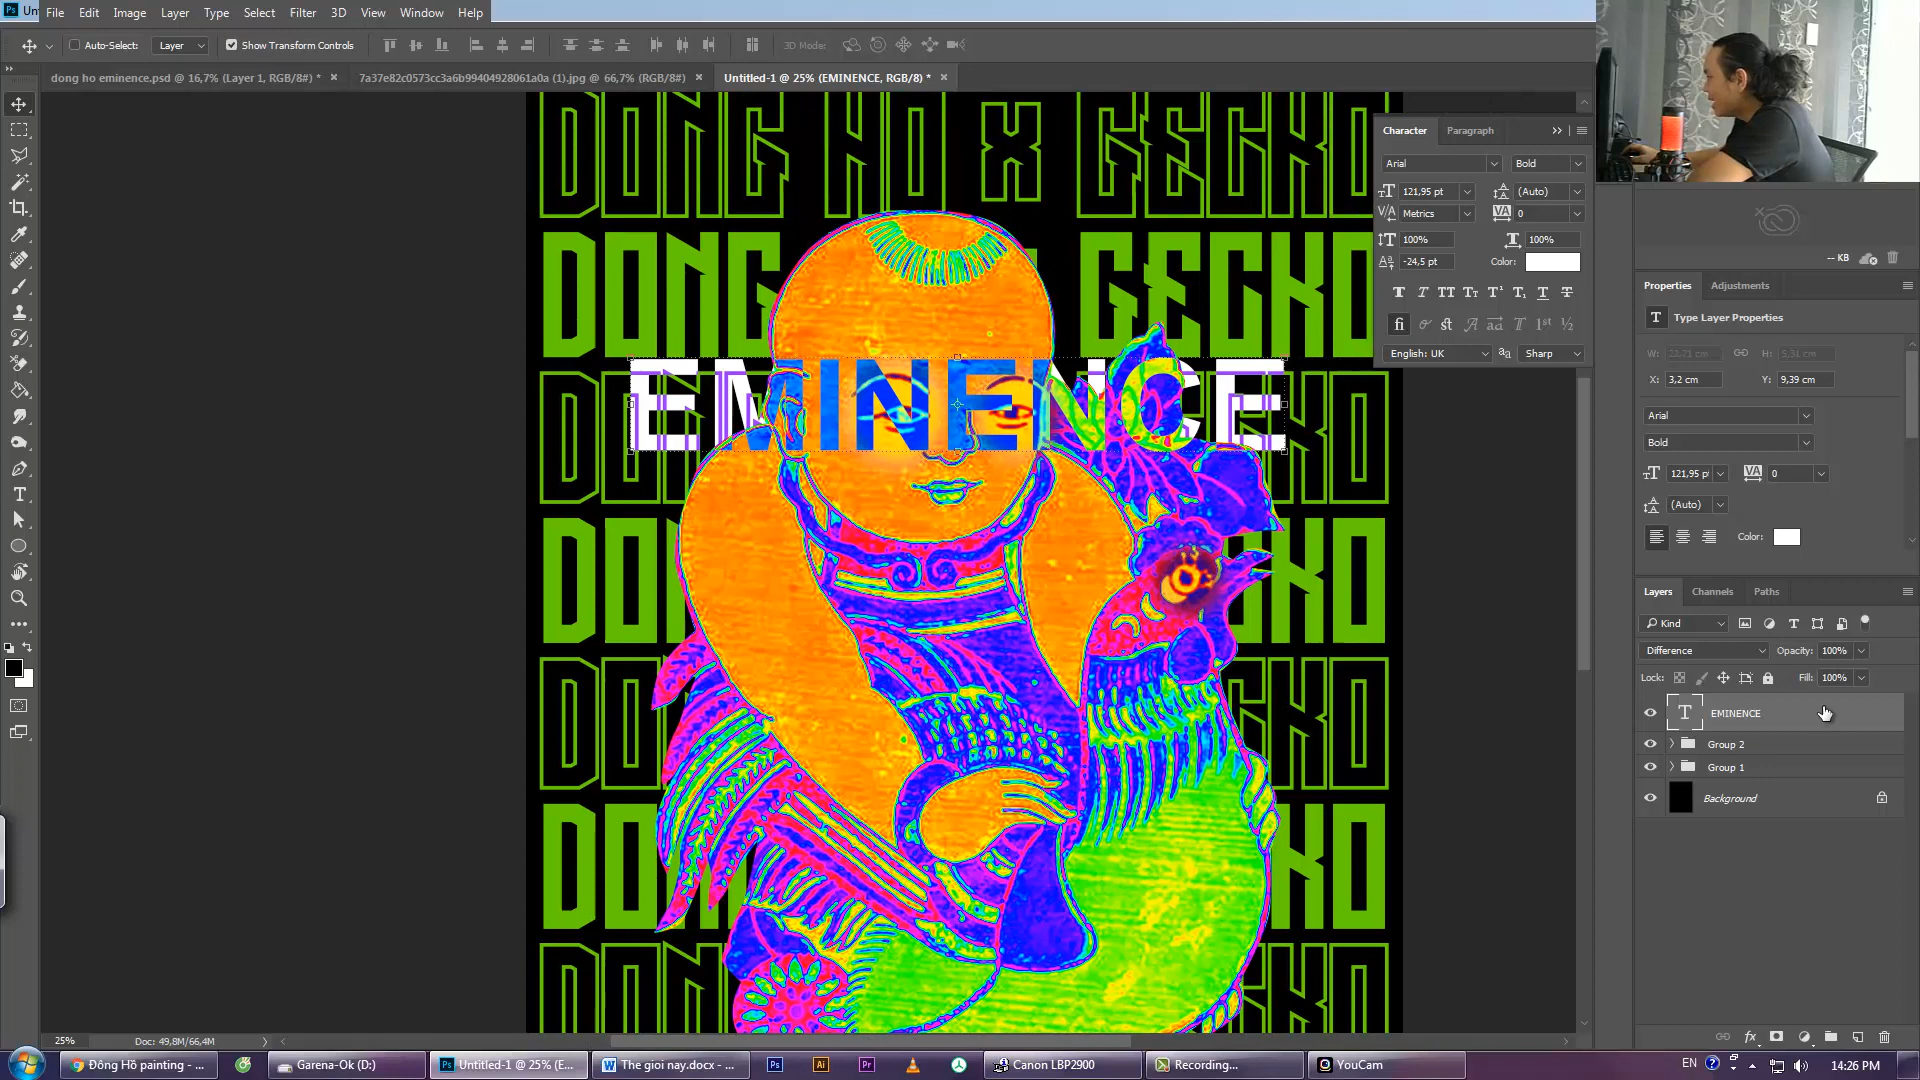 File Edit Image Layer Type Select Filter 3D View Window Help
Auto-Select: Layer Show Transform Controls 3D Mode:
dong ho eminence.psd @ 16,7% (Layer 1, RGB/8#) * 7a37e82c0573cc3a6b99404928061a0a (1).jpg @ 66,7% (RGB/8#) Untitled-1 @ 25% (EMINENCE, RGB/8) *
DONG HO X GECKO
DONG GECKO
EMINENCE
Character Paragraph
Arial Bold
121,95 pt (Auto)
Metrics 0
100% 100%
-24,5 pt Color:
English: UK Sharp
-- KB
Properties Adjustments
Type Layer Properties
W: 23,71 cm H: 5,31 cm
X: 3,2 cm Y: 9,39 cm
Arial
Bold
121,95 pt 0
(Auto)
Color:
Layers Channels Paths
Kind
Difference Opacity: 100%
Lock: Fill: 100%
EMINENCE
Group 2
Group 1
Background
25% Doc: 49,8M/66,4M
Đông Hồ painting - ... Garena-Ok (D:) Untitled-1 @ 25% (E... The gioi nay.docx - ... Canon LBP2900 Recording... YouCam EN 14:26 PM